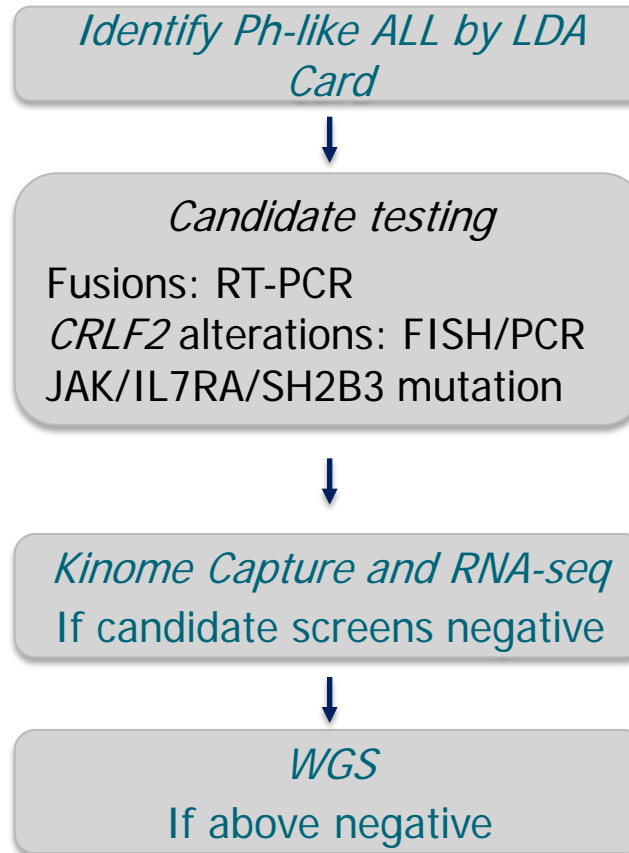 Identify Ph-like ALL by LDA
Card
Candidate testing
Fusions: RT-PCR
CRLF2 alterations: FISH/PCR
JAK/IL7RA/SH2B3 mutation
Kinome Capture and RNA-seq
If candidate screens negative
WGS
If above negative